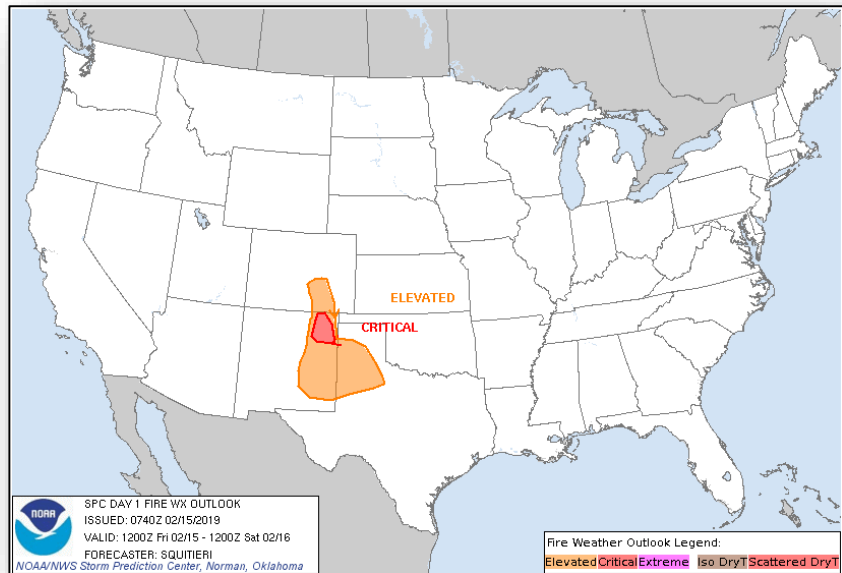 ELEVATED
CRITICAL
NOAA
SPC DAY 1 FIRE WX OUTLOOK
ISSUED: 0740Z 02/15/2019
VALID: 1200Z Fri 02/15 - 1200Z Sat 02/16
FORECASTER: SQUITIERI
NOAA/NWS Storm Prediction Center, Norman, Oklahoma
Fire Weather Outlook Legend:
Elevated Critical Extreme Iso DryT Scattered DryT